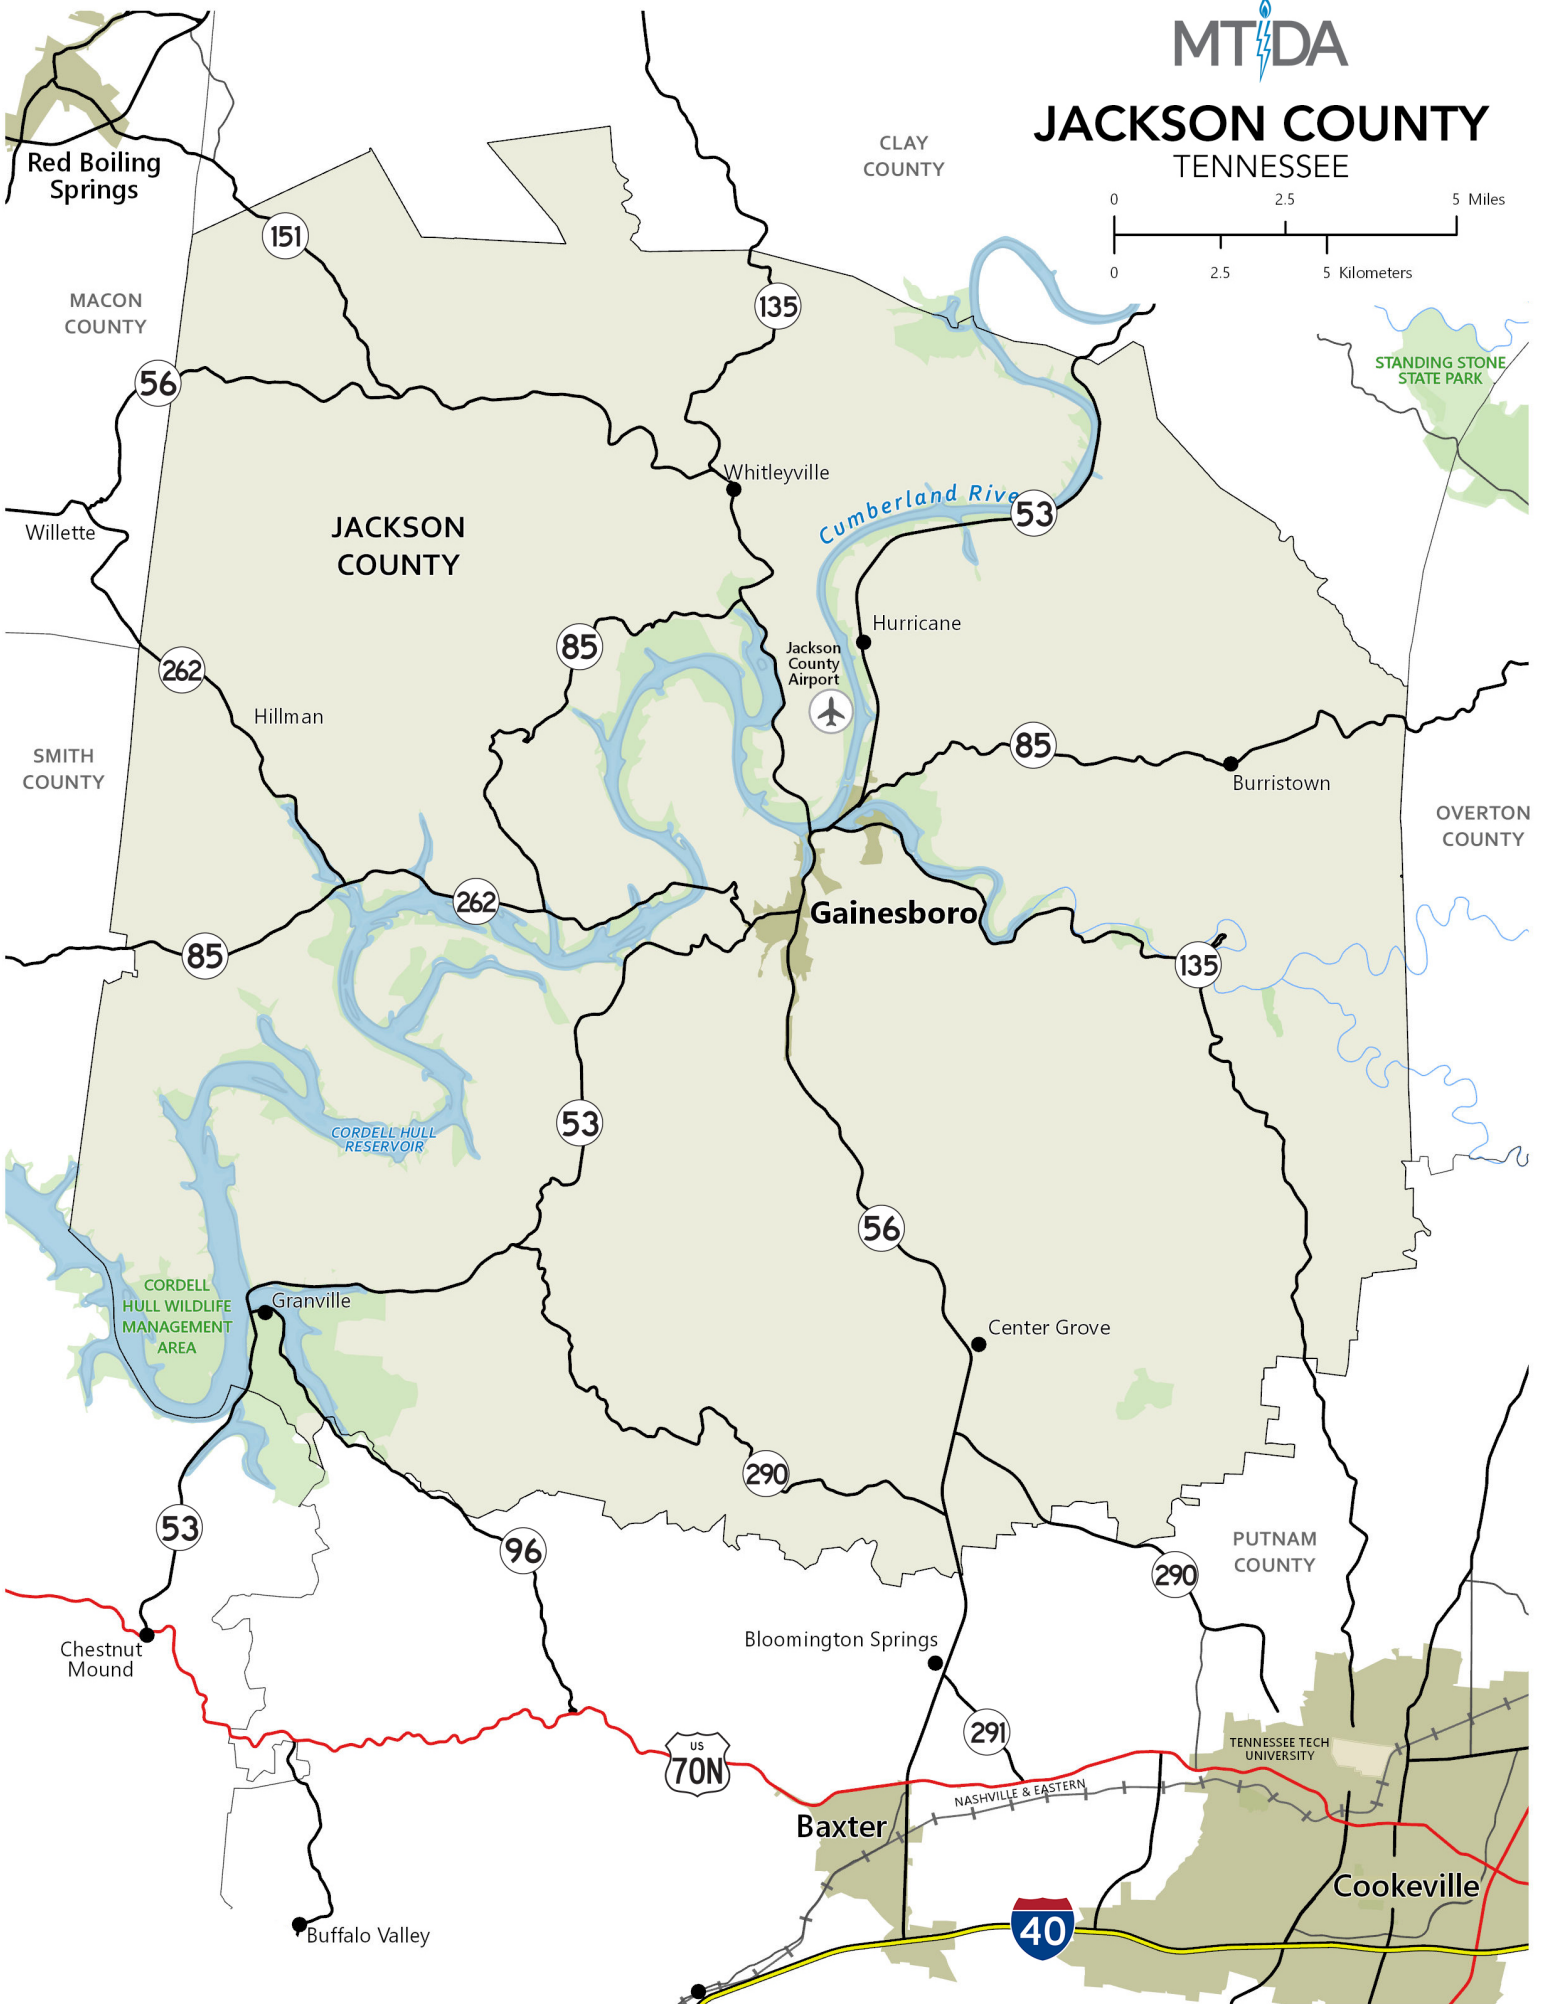 MTIDA
JACKSON COUNTY
TENNESSEE
0 2.5 5 Miles
0 2.5 5 Kilometers
CLAY
COUNTY
Red Boiling
Springs
151
MACON
COUNTY
135
56
STANDING STONE
STATE PARK
Whitleyville
Cumberland Rive
53
Willette
JACKSON
COUNTY
Hurricane
85
Jackson
County
Airport
262
Hillman
SMITH
COUNTY
85
Burristown
OVERTON
COUNTY
262
Gainesboro
85
135
53
CORDELL HULL
RESERVOIR
56
CORDELL
HULL WILDLIFE
MANAGEMENT
AREA
Granville
Center Grove
290
53
96
290
PUTNAM
COUNTY
Chestnut
Mound
Bloomington Springs
291
US
70N
TENNESSEE TECH
UNIVERSITY
NASHVILLE & EASTERN
Baxter
Cookeville
40
Buffalo Valley